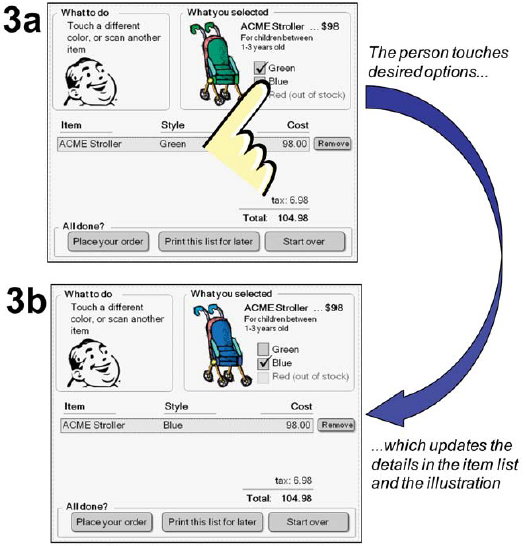 3a
What to do
Touch a different
color, or scan another
item
What you selected
ACME Stroller ... $98
For children between
1-3 years old
Green
Blue
Red (out of stock)
Item Style Cost
ACME Stroller Green 98.00 Remove
tax: 6.98
Total: 104.98
All done?
Place your order Print this list for later Start over
The person touches
desired options...
3b
What to do
Touch a different
color, or scan another
item
What you selected
ACME Stroller ... $98
For children between
1-3 years old
Green
Blue
Red (out of stock)
Item Style Cost
ACME Stroller Blue 98.00 Remove
tax: 6.98
Total: 104.98
All done?
Place your order Print this list for later Start over
...which updates the
details in the item list
and the illustration